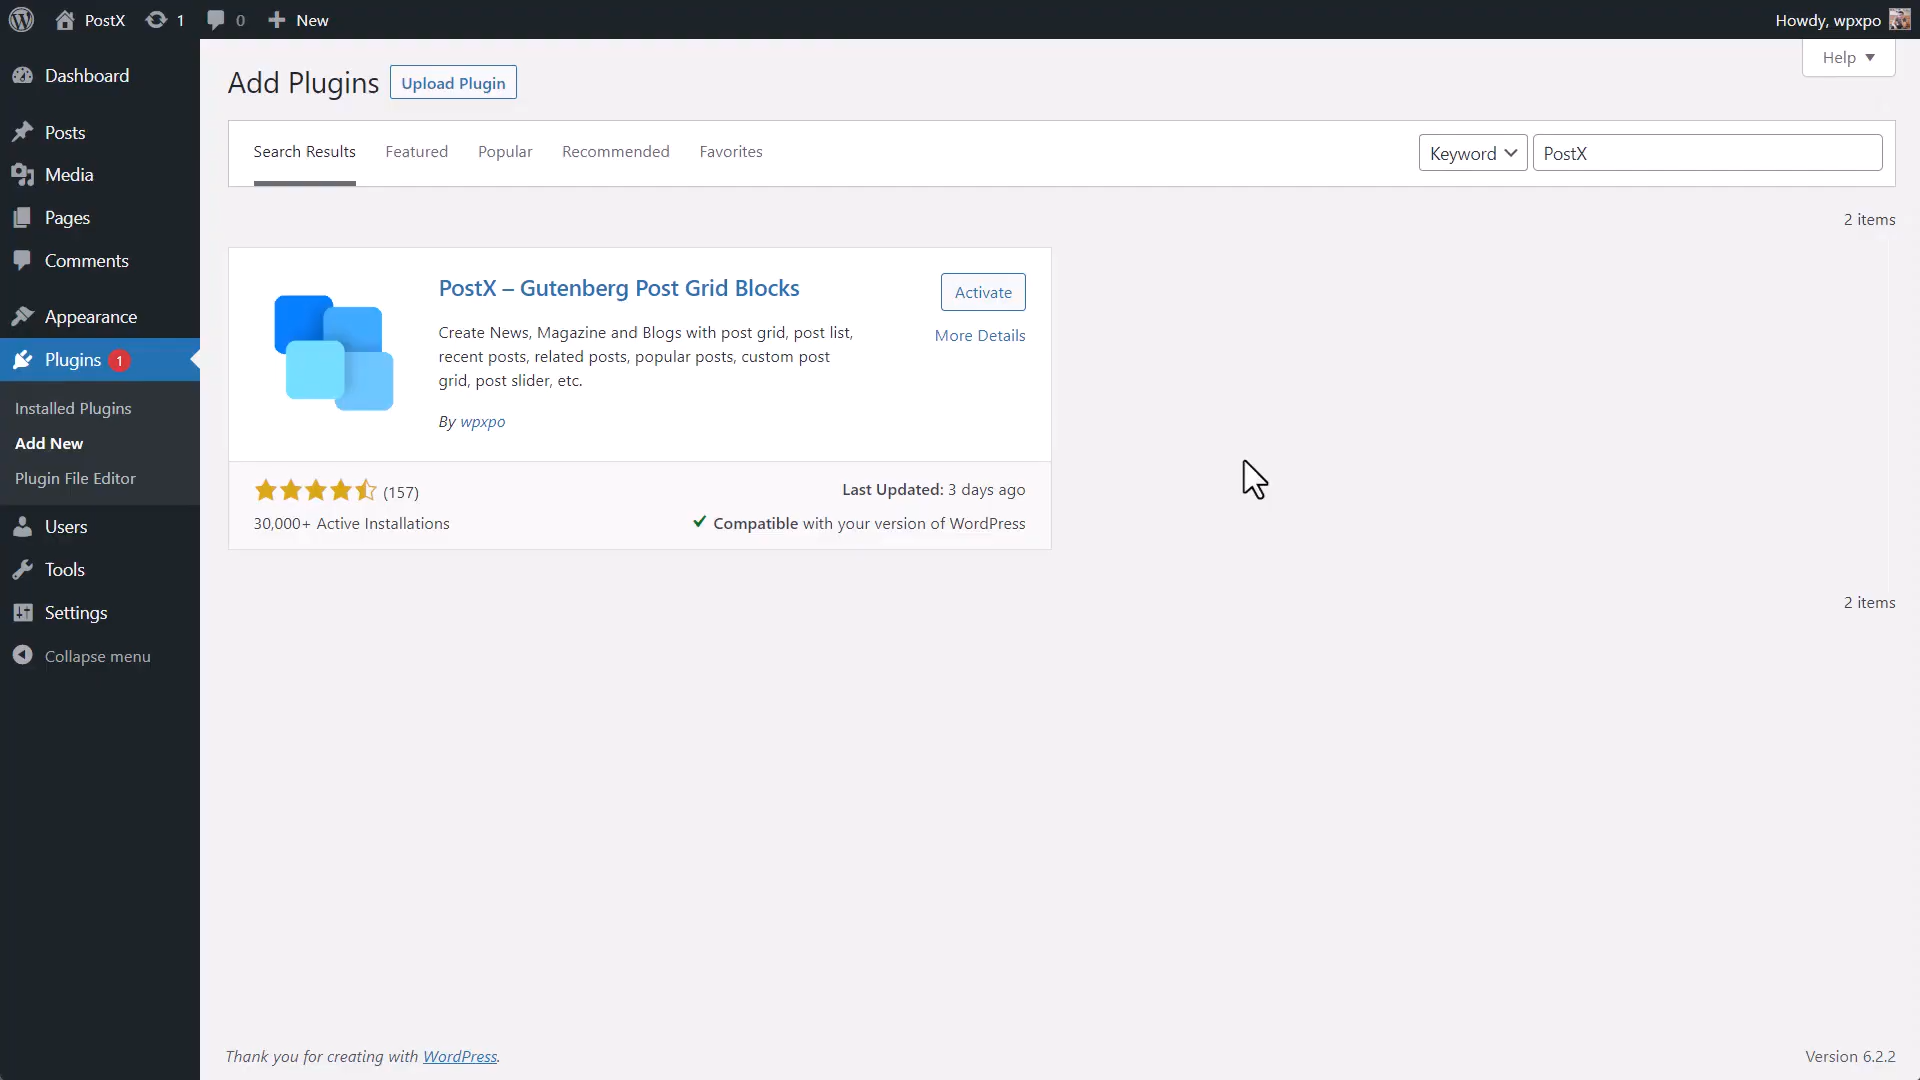 PostX 1 0 New Howdy, wpxpo
Help
Dashboard
Posts
Media
Pages
Comments
Appearance
Plugins 1
Installed Plugins
Add New
Plugin File Editor
Users
Tools
Settings
Collapse menu
Add Plugins Upload Plugin
Search Results Featured Popular Recommended Favorites Keyword PostX
2 items
PostX – Gutenberg Post Grid Blocks
Activate
More Details
Create News, Magazine and Blogs with post grid, post list,
recent posts, related posts, popular posts, custom post
grid, post slider, etc.
By wpxpo
(157)
Last Updated: 3 days ago
30,000+ Active Installations
Compatible with your version of WordPress
2 items
Thank you for creating with WordPress.
Version 6.2.2